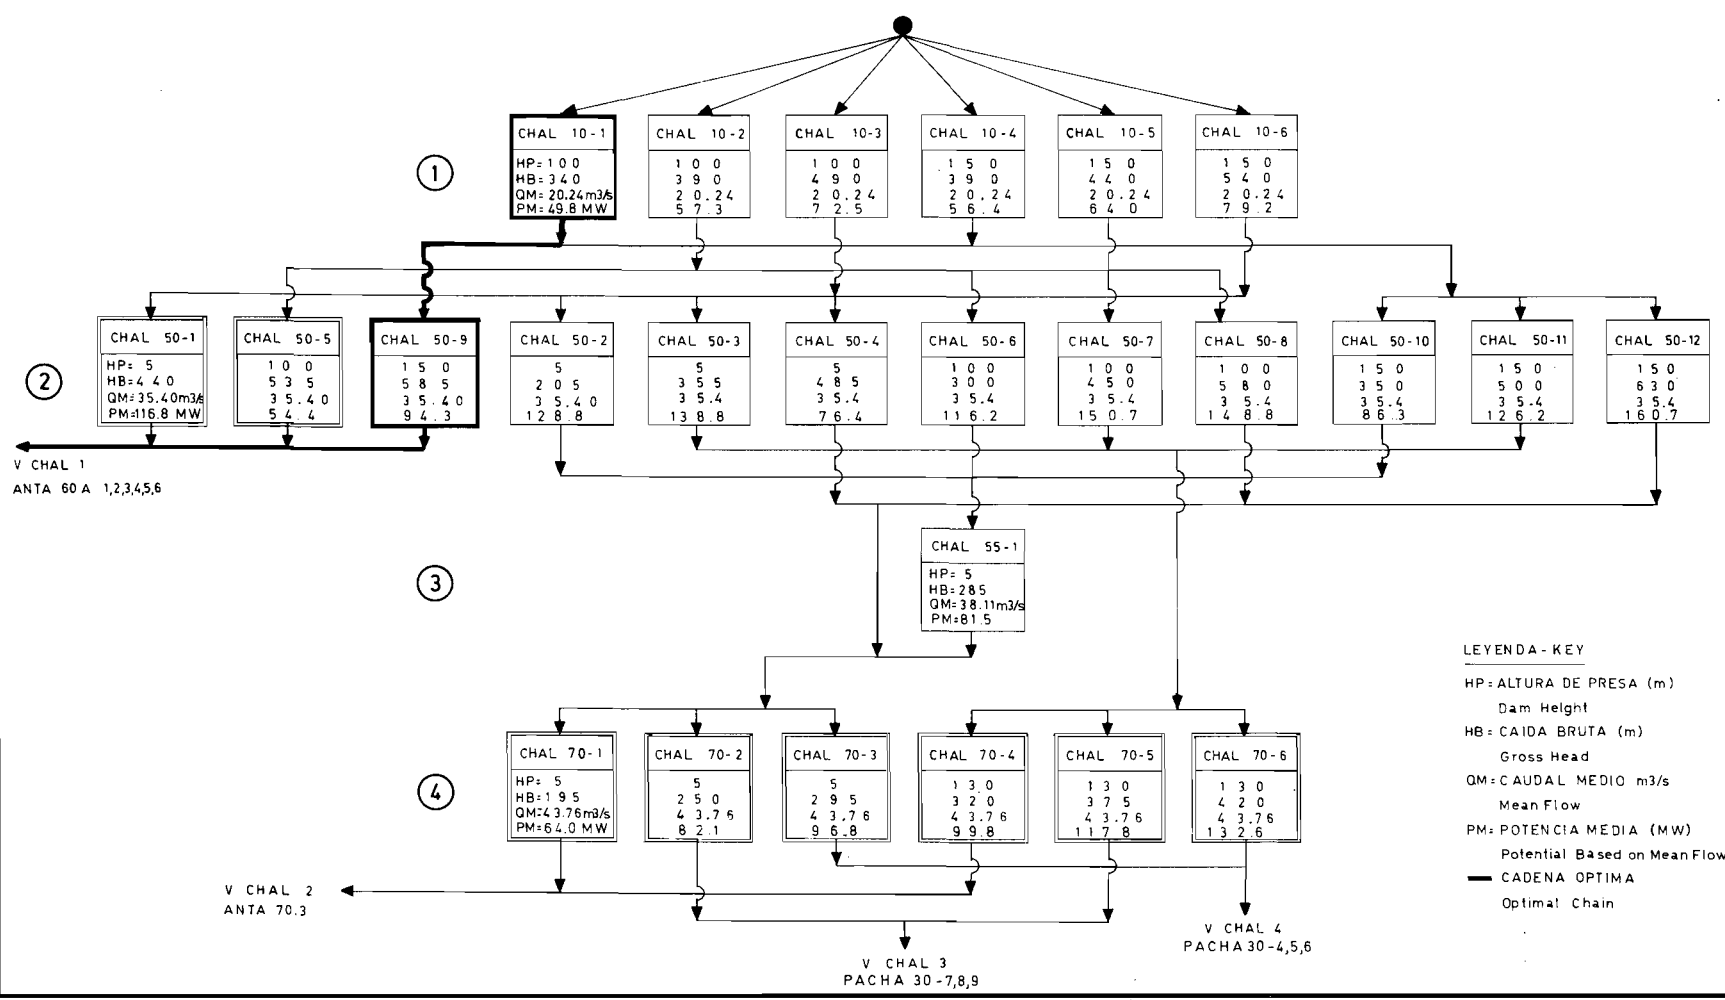 CHAL 10-1
HP= 100
HB= 340
QM= 20.24 m3/s
PM= 49.8 MW
CHAL 10-2
100
390
20.24
57.3
CHAL 10-3
100
490
20.24
72.5
CHAL 10-4
150
390
20.24
56.4
CHAL 10-5
150
440
20.24
640
CHAL 10-6
150
540
20.24
79.2
1
CHAL 50-1
HP= 5
HB= 440
QM= 35.40m3/s
PM= 116.8 MW
CHAL 50-5
100
535
35.40
54.4
CHAL 50-9
150
585
35.40
94.3
CHAL 50-2
5
205
35.40
128.8
CHAL 50-3
5
355
35.4
138.8
CHAL 50-4
5
485
35.4
76.4
CHAL 50-6
100
300
35.4
116.2
CHAL 50-7
100
450
35.4
150.7
CHAL 50-8
100
580
35.4
148.8
CHAL 50-10
150
350
35.4
86.3
CHAL 50-11
150
500
35.4
126.2
CHAL 50-12
150
630
35.4
160.7
2
V CHAL 1
ANTA 60 A 1,2,3,4,5,6
CHAL 55-1
HP= 5
HB= 285
QM= 38.11m3/s
PM= 81.5
3
CHAL 70-1
HP= 5
HB= 195
QM= 43.76m3/s
PM= 64.0 MW
CHAL 70-2
5
250
43.76
82.1
CHAL 70-3
5
295
43.76
96.8
CHAL 70-4
130
320
43.76
99.8
CHAL 70-5
130
375
43.76
1178
CHAL 70-6
130
420
43.76
132.6
4
V CHAL 2
ANTA 70.3
V CHAL 3
PACHA 30-7,8,9
V CHAL 4
PACHA 30-4,5,6
LEYENDA-KEY
HP= ALTURA DE PRESA (m)
Dam Height
HB= CAIDA BRUTA (m)
Gross Head
QM= CAUDAL MEDIO m3/s
Mean Flow
PM= POTENCIA MEDIA (MW)
Potential Based on Mean Flow
CADENA OPTIMA
Optimal Chain